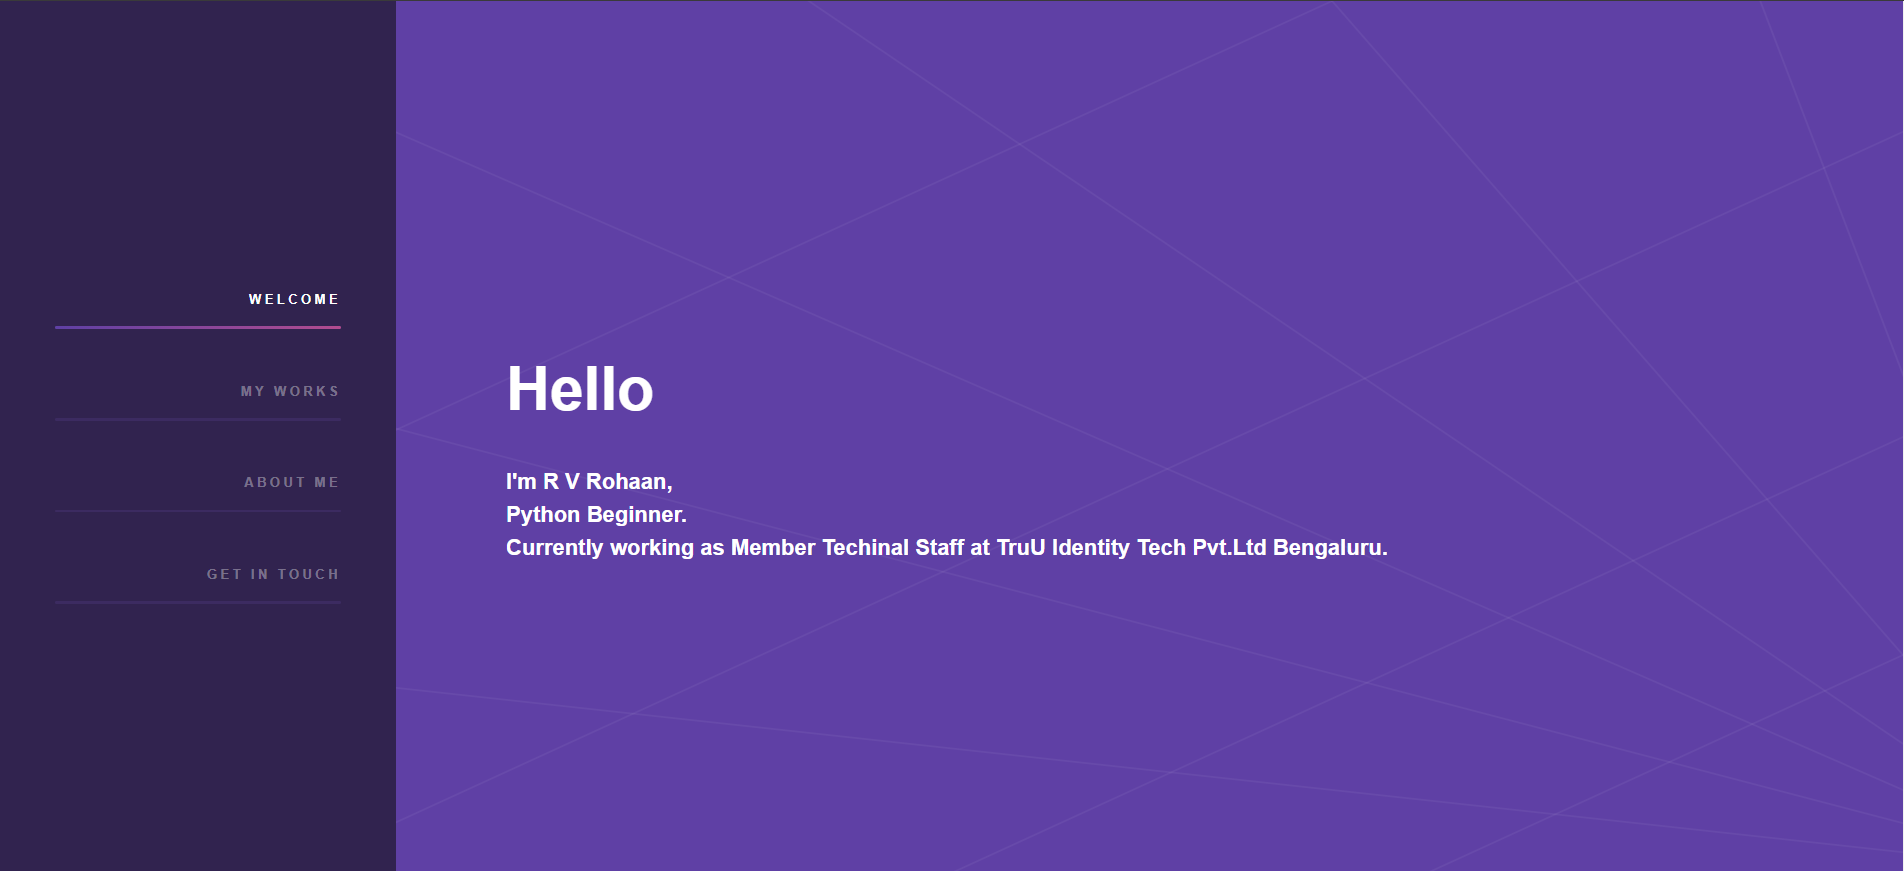 WELCOME
MY WORKS
ABOUT ME
GET IN TOUCH
Hello
I'm R V Rohaan,
Python Beginner.
Currently working as Member Techinal Staff at TruU Identity Tech Pvt.Ltd Bengaluru.